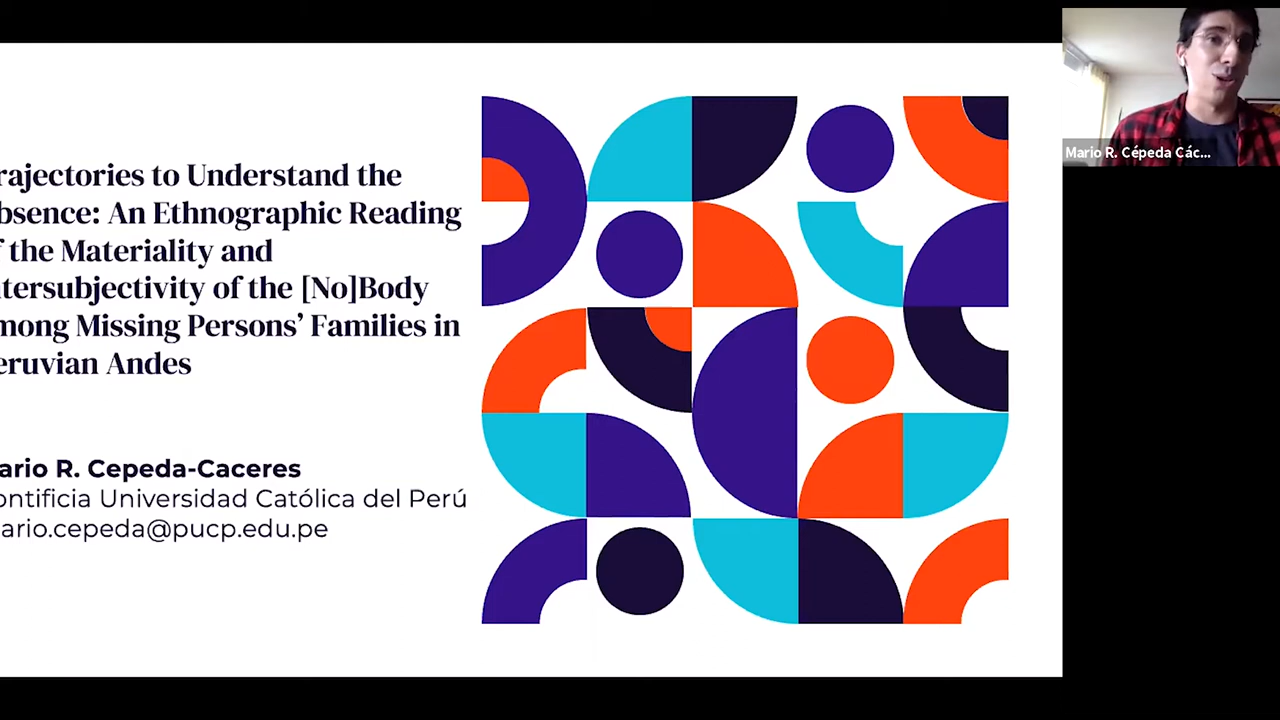 rajectories to Understand the
bsence: An Ethnographic Reading
f the Materiality and
ntersubjectivity of the [No]Body
mong Missing Persons' Families in
eruvian Andes
ario R. Cepeda-Caceres
ontificia Universidad Católica del Perú
ario.cepeda@pucp.edu.pe
Mario R. Cépeda Các...